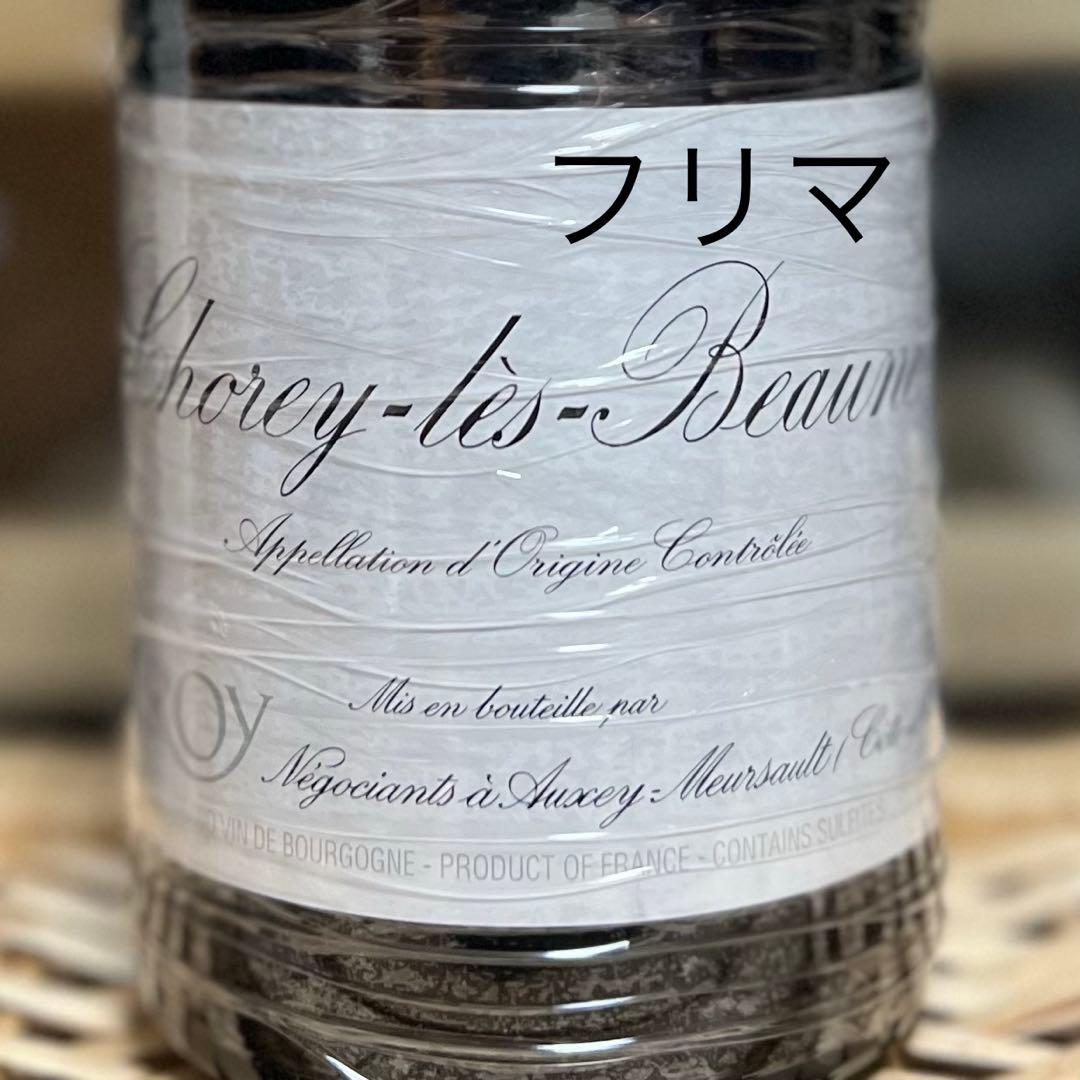 フリマ
Chorey-lès-Beaune
Appellation d'Origine Contrôlée
Mis en bouteille par
Oy
Négociants à Auxey-Meursault (Côte
VIN DE BOURGOGNE - PRODUCT OF FRANCE - CONTAINS SULFITES